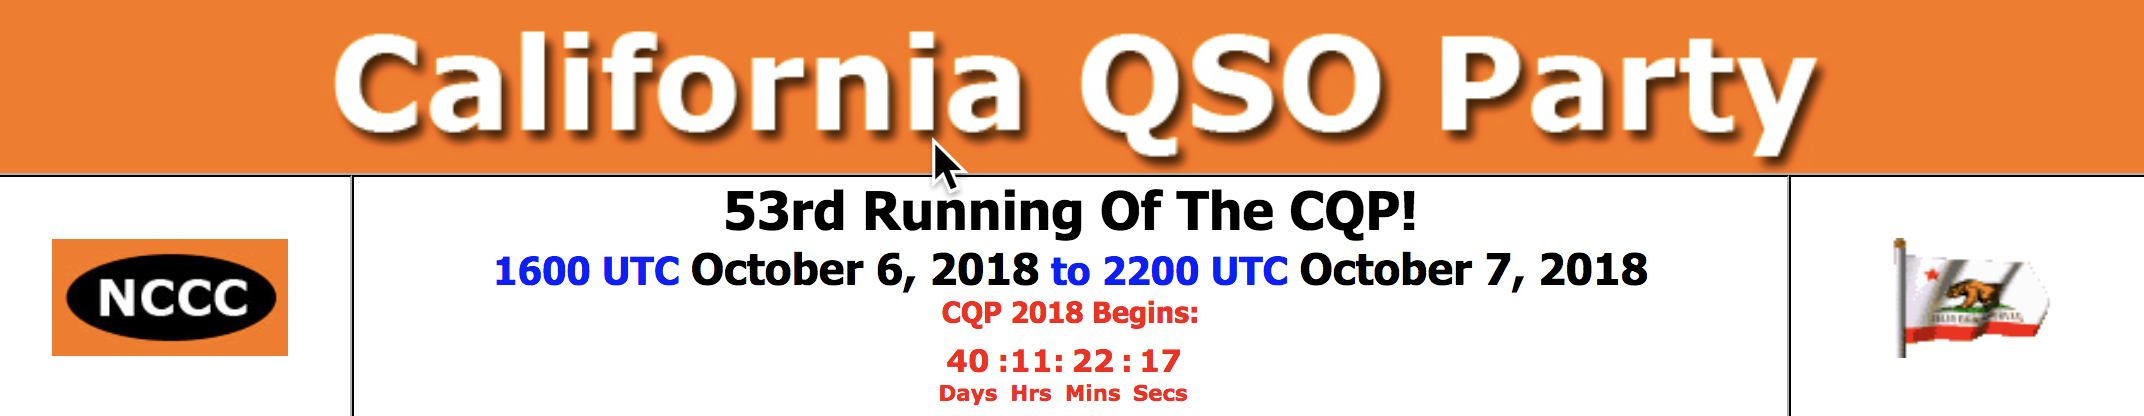 California QSO Party
53rd Running Of The CQP!
NCCC
1600 UTC October 6, 2018 to 2200 UTC October 7, 2018
CQP 2018 Begins:
40 :11: 22 : 17
Days Hrs Mins Secs